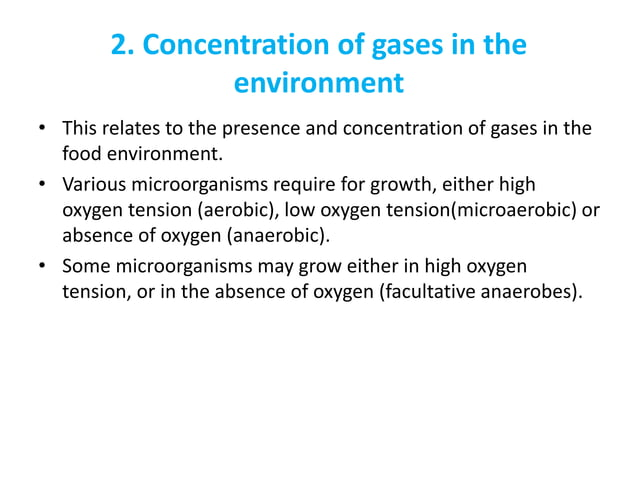 2. Concentration of gases in the
environment
• This relates to the presence and concentration of gases in the
food environment.
• Various microorganisms require for growth, either high
oxygen tension (aerobic), low oxygen tension(microaerobic) or
absence of oxygen (anaerobic).
• Some microorganisms may grow either in high oxygen
tension, or in the absence of oxygen (facultative anaerobes).